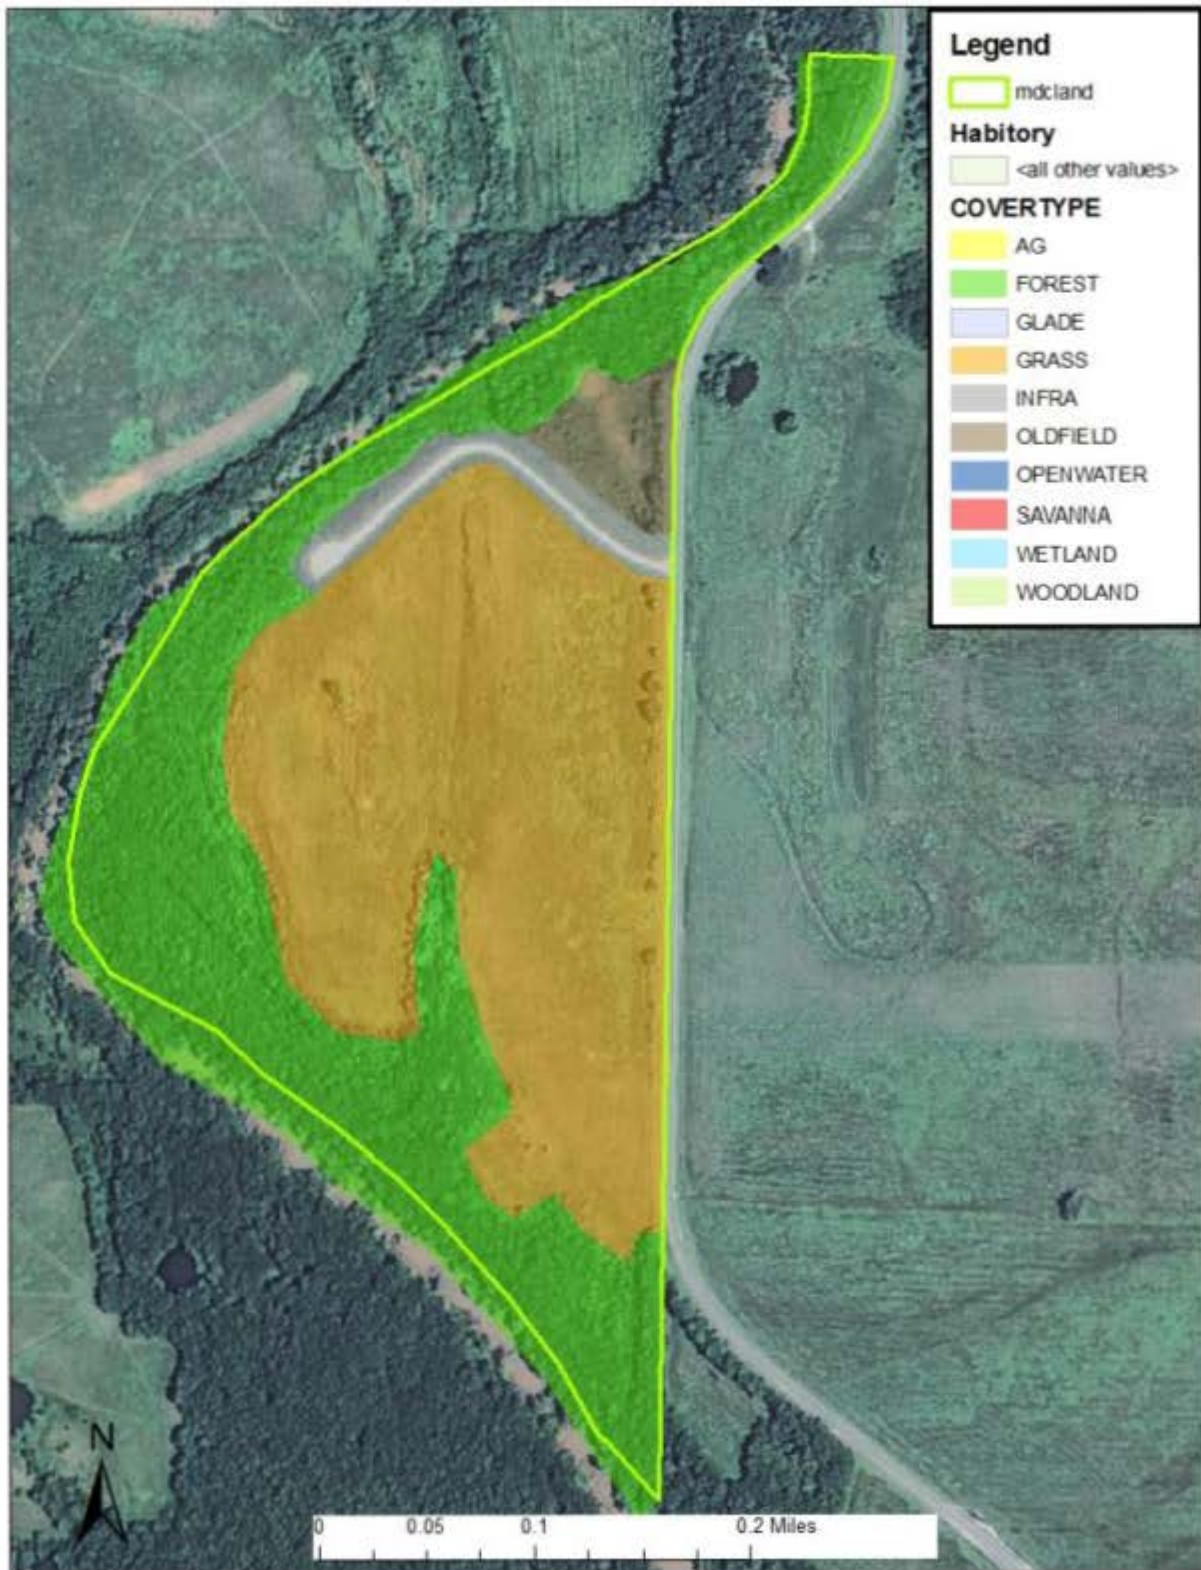 Legend
mdcland
Habitory
<all other values>
COVERTYPE
AG
FOREST
GLADE
GRASS
INFRA
OLDFIELD
OPENWATER
SAVANNA
WETLAND
WOODLAND
N
0 0.05 0.1 0.2 Miles